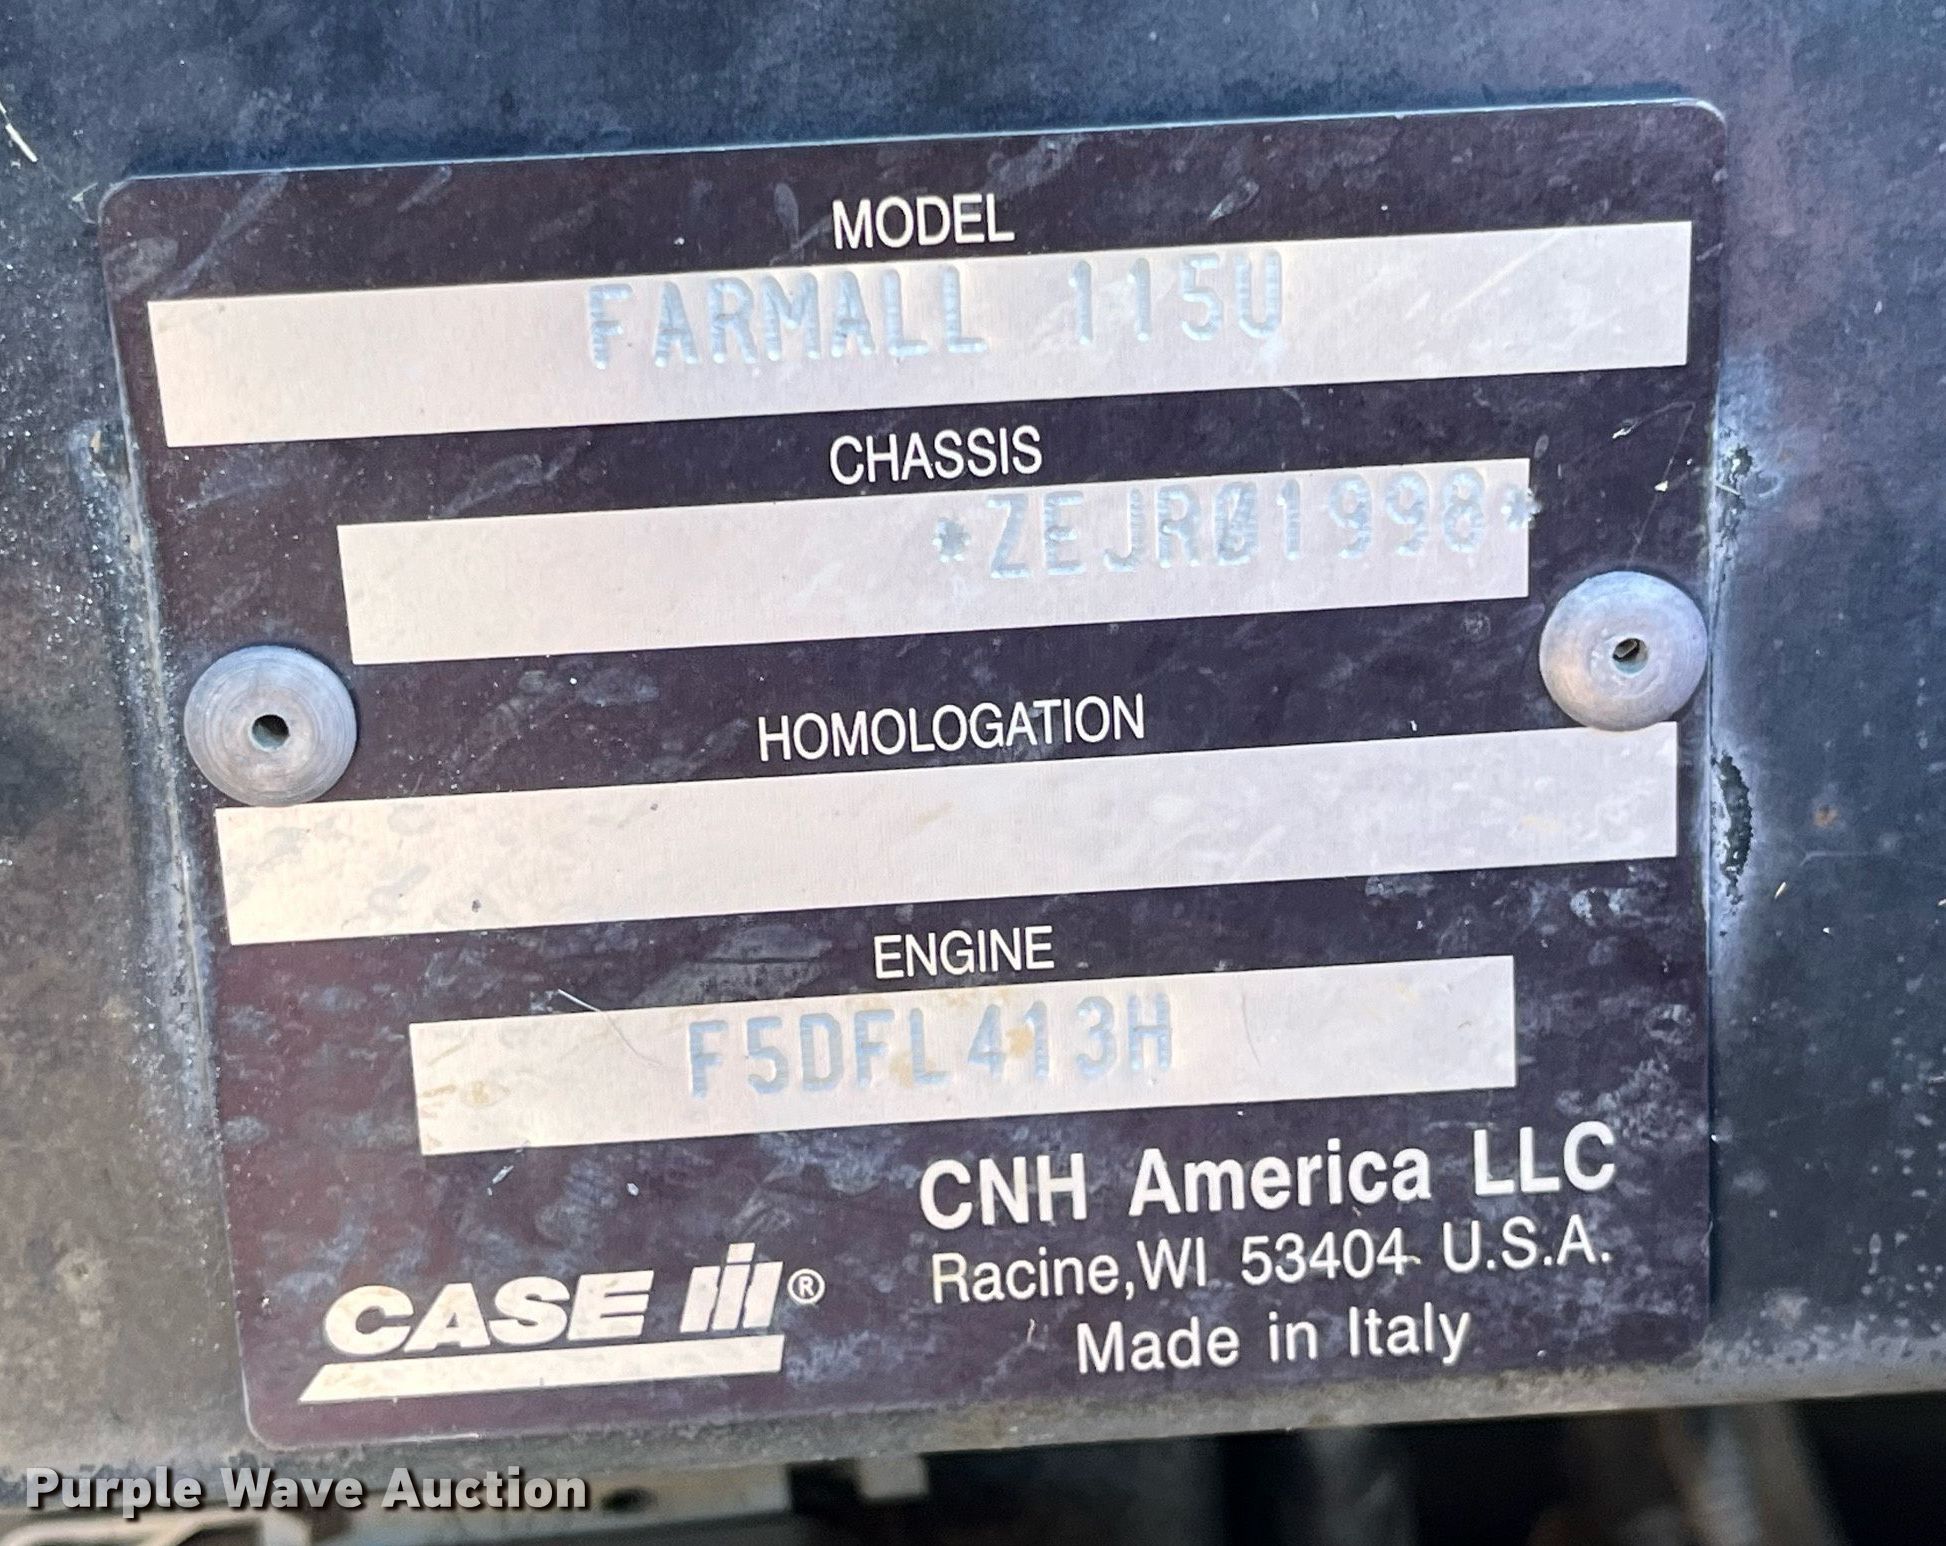 MODEL
FARMALL 115U
CHASSIS
*ZEJRØ1998*
HOMOLOGATION
ENGINE
F5DFL413H
CNH America LLC
Racine,WI 53404 U.S.A.
Made in Italy
CASE IH®
Purple Wave Auction